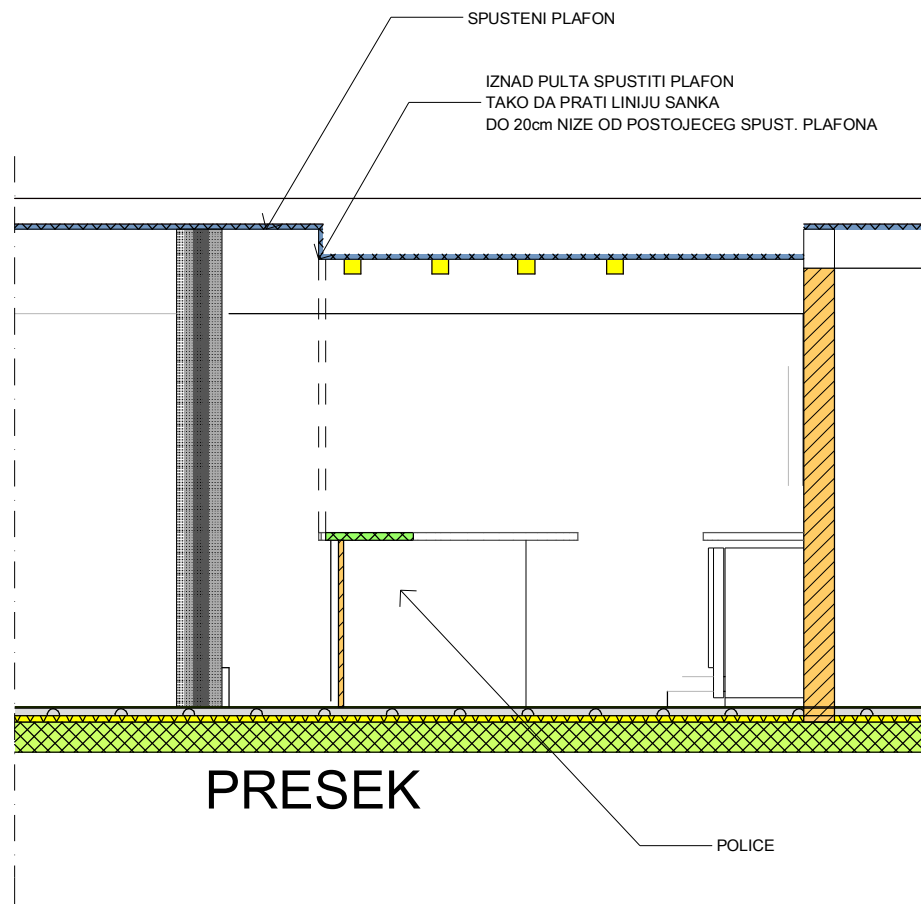 SPUSTENI PLAFON
IZNAD PULTA SPUSTITI PLAFON
TAKO DA PRATI LINIJU SANKA
DO 20cm NIZE OD POSTOJECEG SPUST. PLAFONA
PRESEK
POLICE